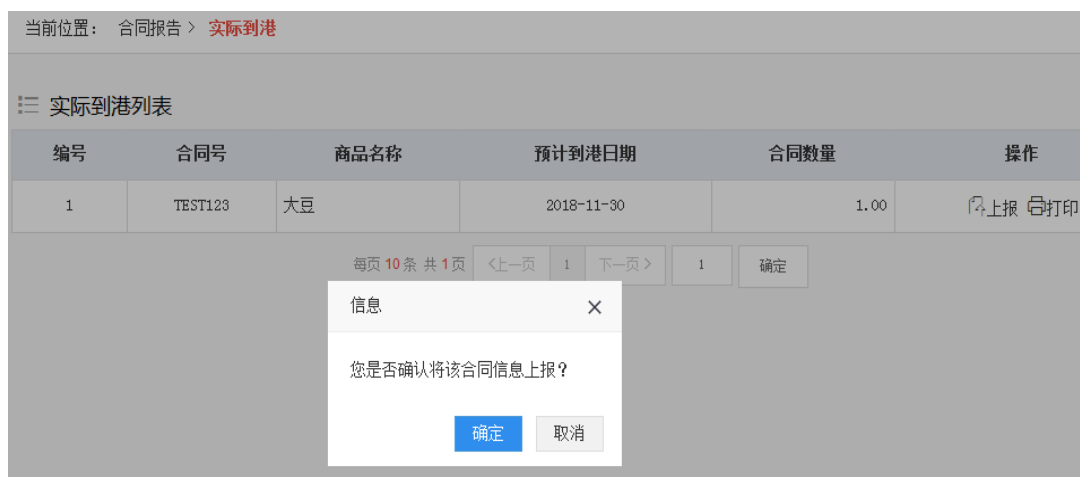 当前位置： 合同报告 > 实际到港
实际到港列表
编号 合同号 商品名称 预计到港日期 合同数量 操作
1 TEST123 大豆 2018-11-30 1.00 上报 打印
每页 10 条 共 1 页 <上一页 1 下一页> 1 确定
信息
您是否确认将该合同信息上报？
确定 取消